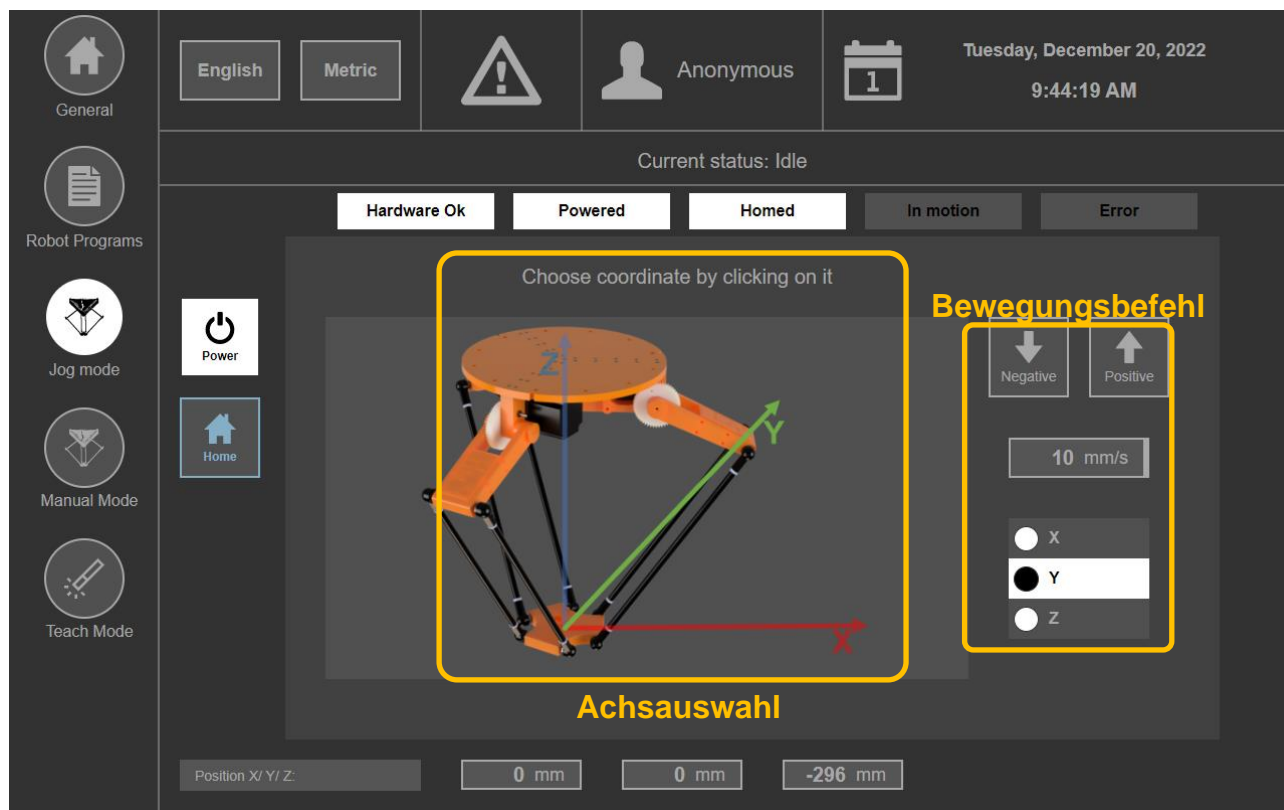 General
English
Metric
Anonymous
1
Tuesday, December 20, 2022
9:44:19 AM
Current status: Idle
Robot Programs
Hardware Ok
Powered
Homed
In motion
Error
Jog mode
Power
Home
Choose coordinate by clicking on it
Z
Y
X
Bewegungsbefehl
Negative
Positive
10 mm/s
X
Y
Z
Manual Mode
Teach Mode
Achsauswahl
Position X/ Y/ Z:
0 mm
0 mm
-296 mm